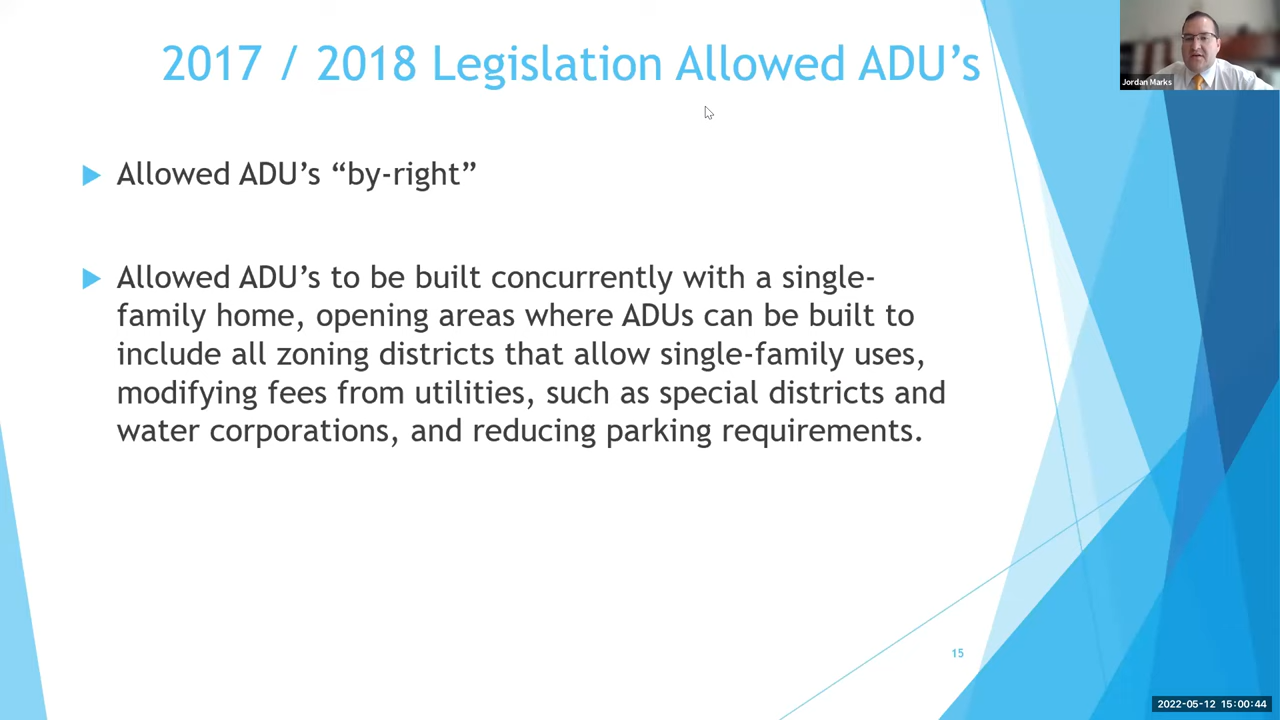 2017 / 2018 Legislation Allowed ADU’s
Jordan Marks
Allowed ADU’s “by-right”
Allowed ADU’s to be built concurrently with a single-
family home, opening areas where ADUs can be built to
include all zoning districts that allow single-family uses,
modifying fees from utilities, such as special districts and
water corporations, and reducing parking requirements.
15
2022-05-12 15:00:44